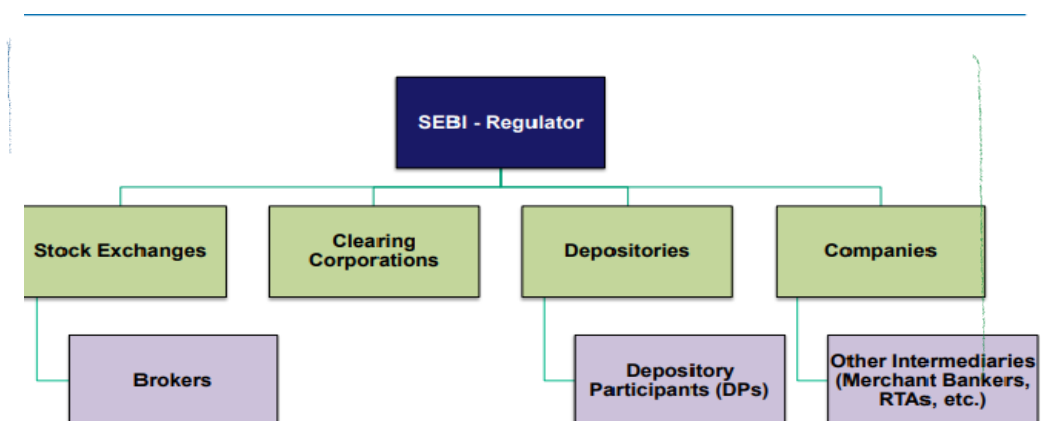 SEBI - Regulator
Stock Exchanges
Clearing
Corporations
Depositories
Companies
Brokers
Depository
Participants (DPs)
Other Intermediaries
(Merchant Bankers,
RTAs, etc.)